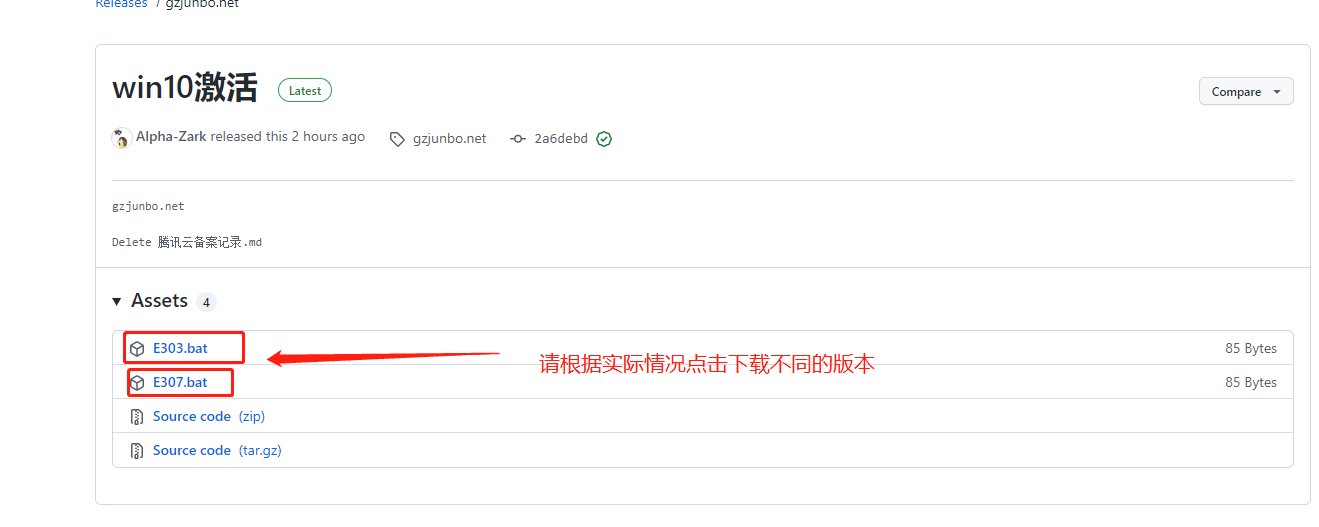 Releases / gzjunbo.net
win10激活 Latest
Compare
Alpha-Zark released this 2 hours ago gzjunbo.net 2a6debd
gzjunbo.net
Delete 腾讯云备案记录.md
Assets 4
E303.bat 85 Bytes
请根据实际情况点击下载不同的版本
E307.bat 85 Bytes
Source code (zip)
Source code (tar.gz)